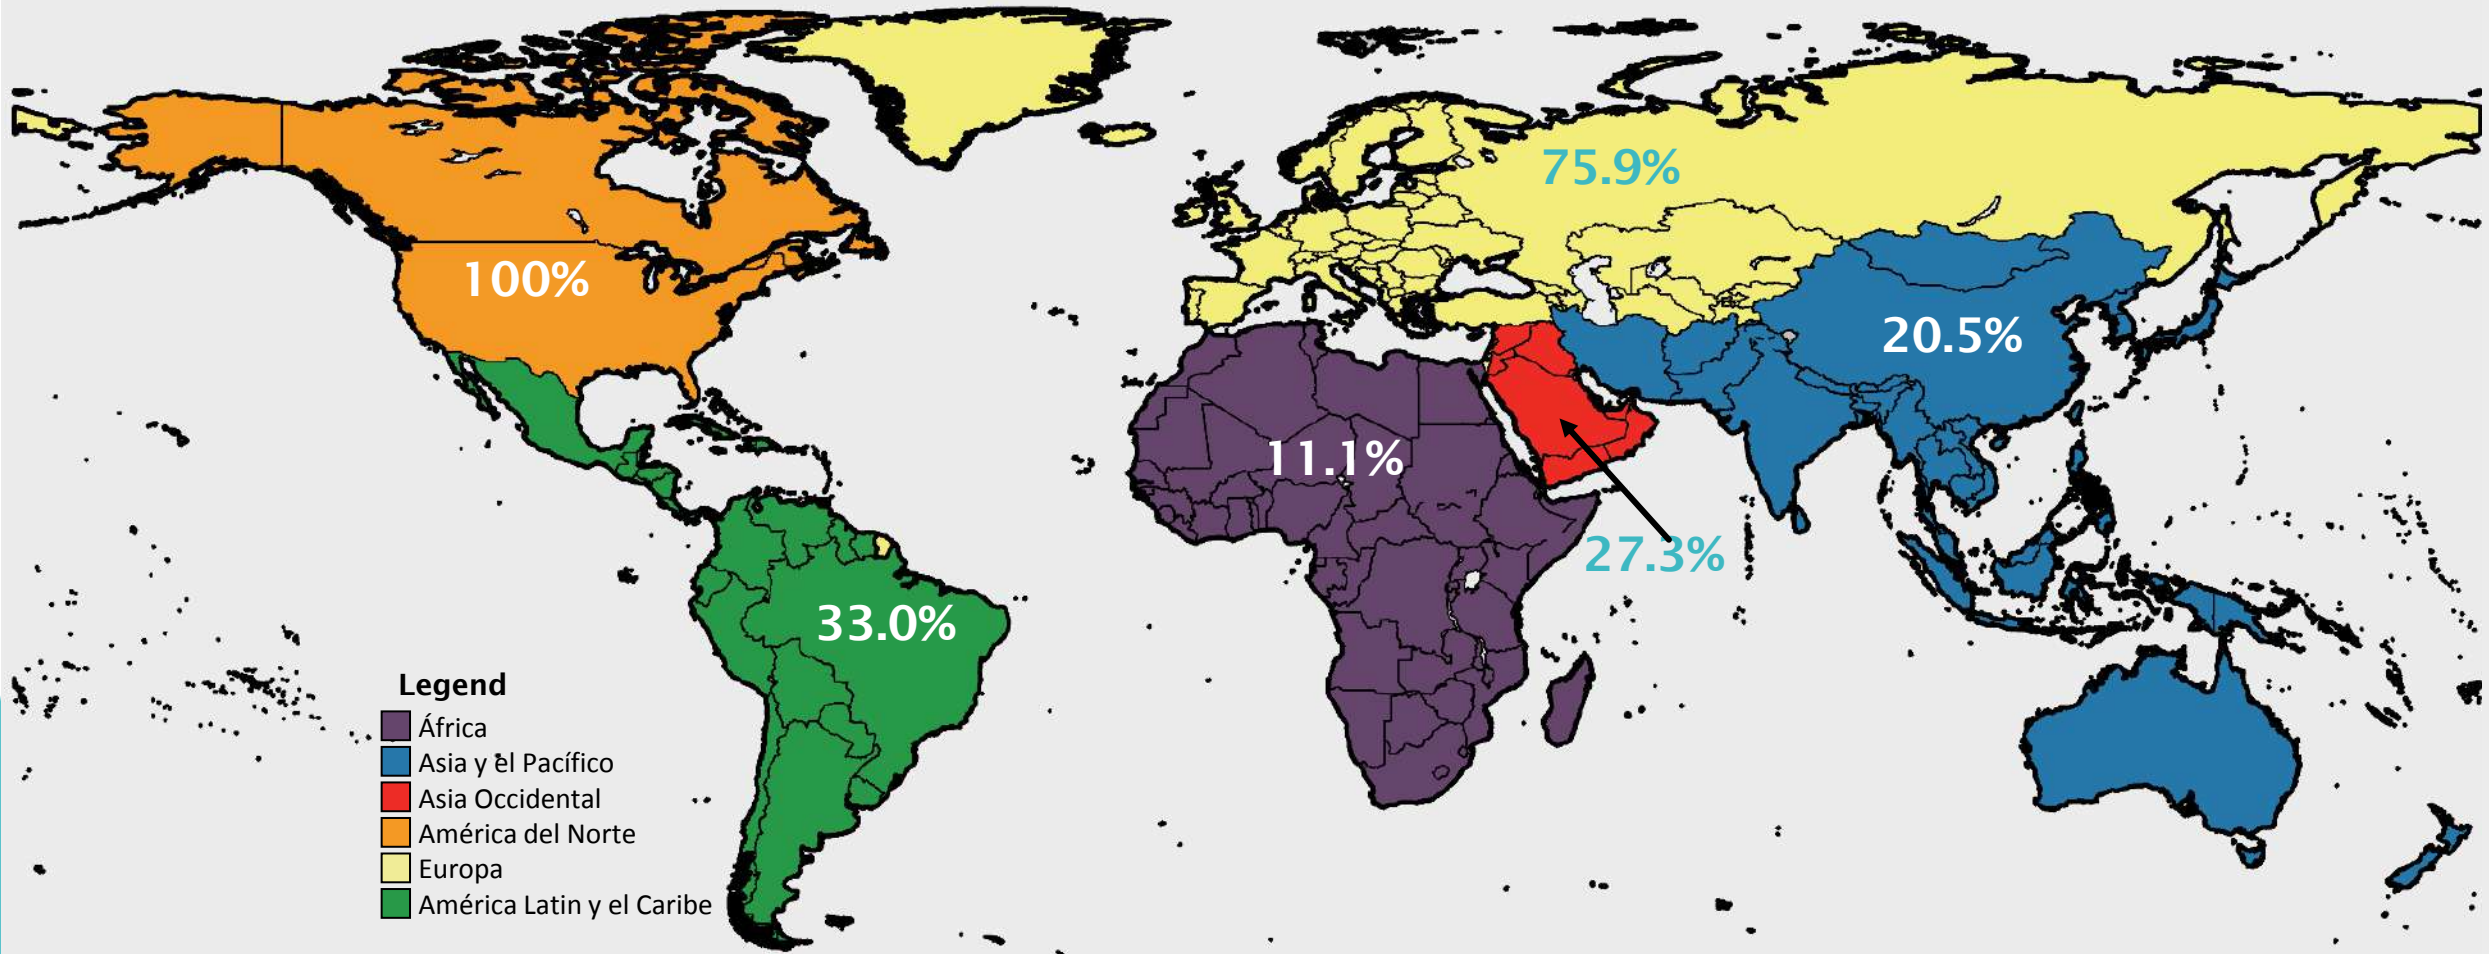 75.9%
100%
20.5%
11.1%
27.3%
33.0%
Legend
África
Asia y el Pacífico
Asia Occidental
América del Norte
Europa
América Latin y el Caribe